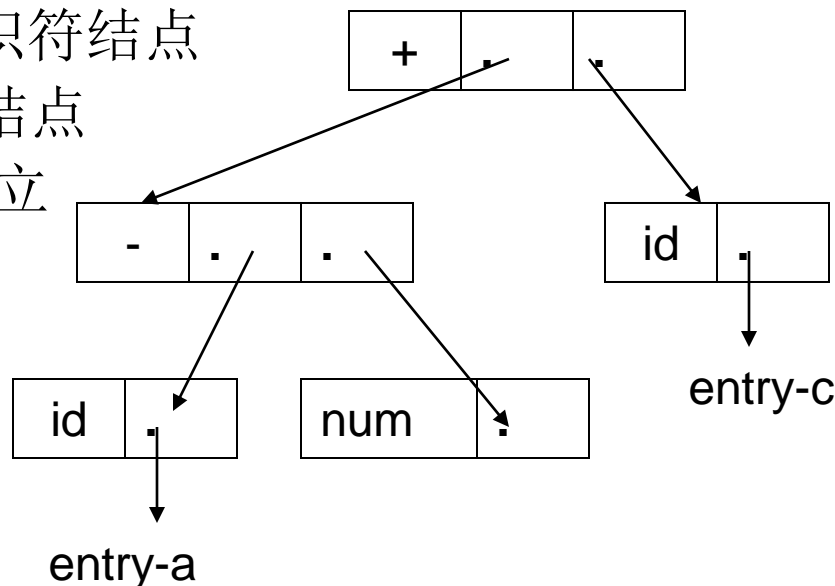 识符结点
结点
立
+ . .
- . .
id .
id .
num .
entry-c
entry-a